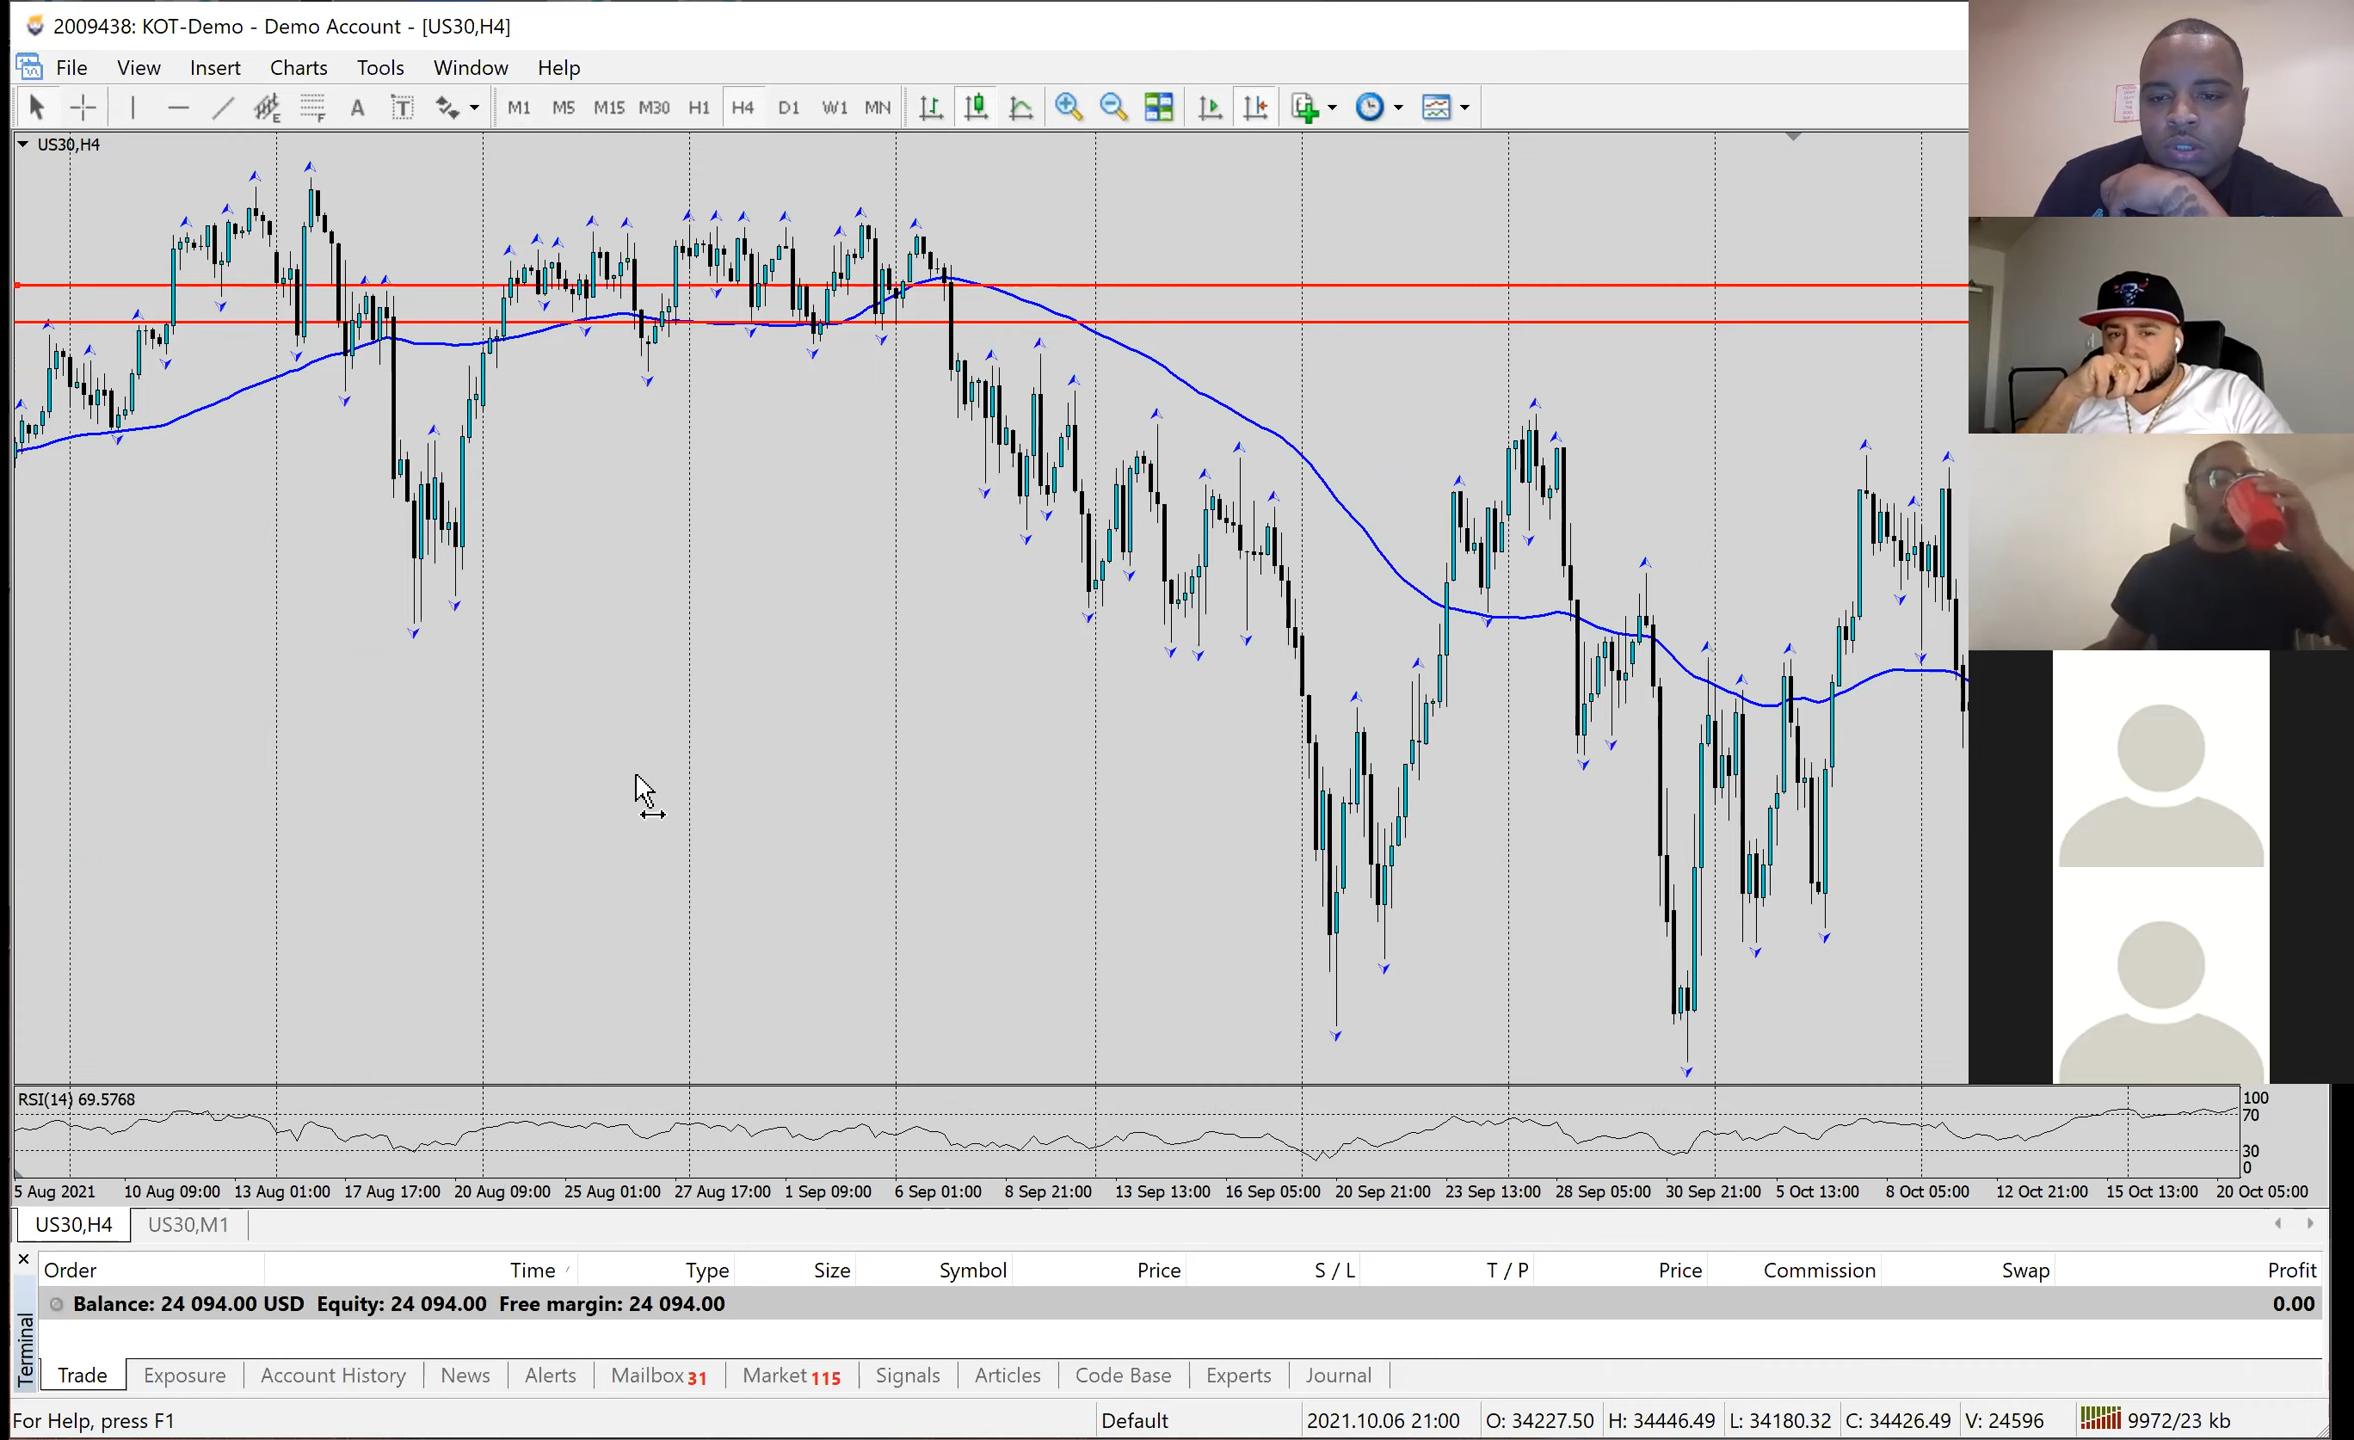 2009438: KOT-Demo - Demo Account - [US30,H4]
File View Insert Charts Tools Window Help
A T M1 M5 M15 M30 H1 H4 D1 W1 MN
US30,H4
RSI(14) 69.5768
100
70
30
0
5 Aug 2021 10 Aug 09:00 13 Aug 01:00 17 Aug 17:00 20 Aug 09:00 25 Aug 01:00 27 Aug 17:00 1 Sep 09:00 6 Sep 01:00 8 Sep 21:00 13 Sep 13:00 16 Sep 05:00 20 Sep 21:00 23 Sep 13:00 28 Sep 05:00 30 Sep 21:00 5 Oct 13:00 8 Oct 05:00 12 Oct 21:00 15 Oct 13:00 20 Oct 05:00
US30,H4 US30,M1
Order Time Type Size Symbol Price S / L T / P Price Commission Swap Profit
Balance: 24 094.00 USD Equity: 24 094.00 Free margin: 24 094.00 0.00
Terminal
Trade Exposure Account History News Alerts Mailbox 31 Market 115 Signals Articles Code Base Experts Journal
For Help, press F1 Default 2021.10.06 21:00 O: 34227.50 H: 34446.49 L: 34180.32 C: 34426.49 V: 24596 9972/23 kb